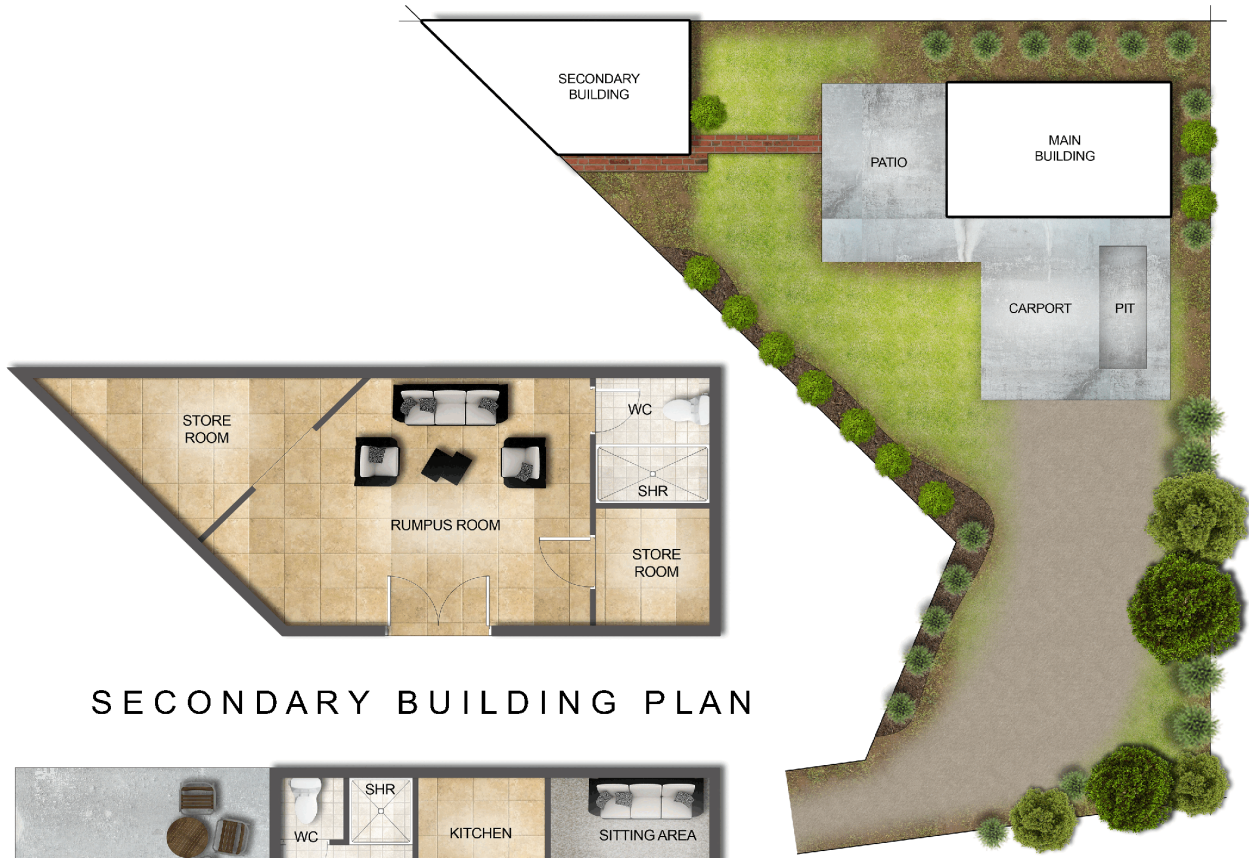 SECONDARY
BUILDING
MAIN
BUILDING
PATIO
CARPORT
PIT
STORE
ROOM
WC
SHR
RUMPUS ROOM
STORE
ROOM
SECONDARY BUILDING PLAN
SHR
WC
KITCHEN
SITTING AREA